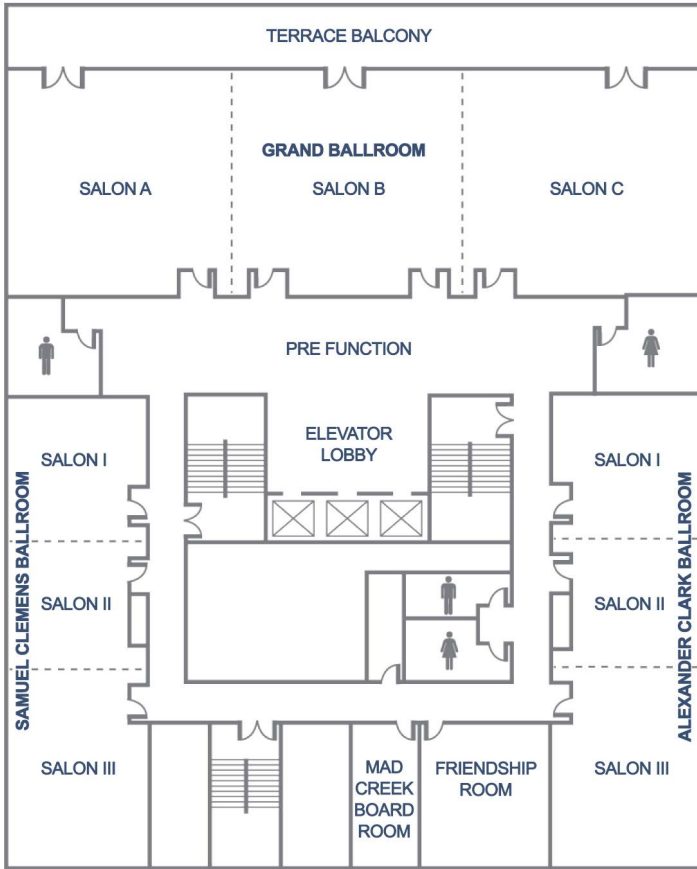 TERRACE BALCONY
GRAND BALLROOM
SALON A
SALON B
SALON C
PRE FUNCTION
ELEVATOR
LOBBY
SAMUEL CLEMENS BALLROOM
SALON I
SALON II
SALON III
ALEXANDER CLARK BALLROOM
SALON I
SALON II
SALON III
MAD
CREEK
BOARD
ROOM
FRIENDSHIP
ROOM